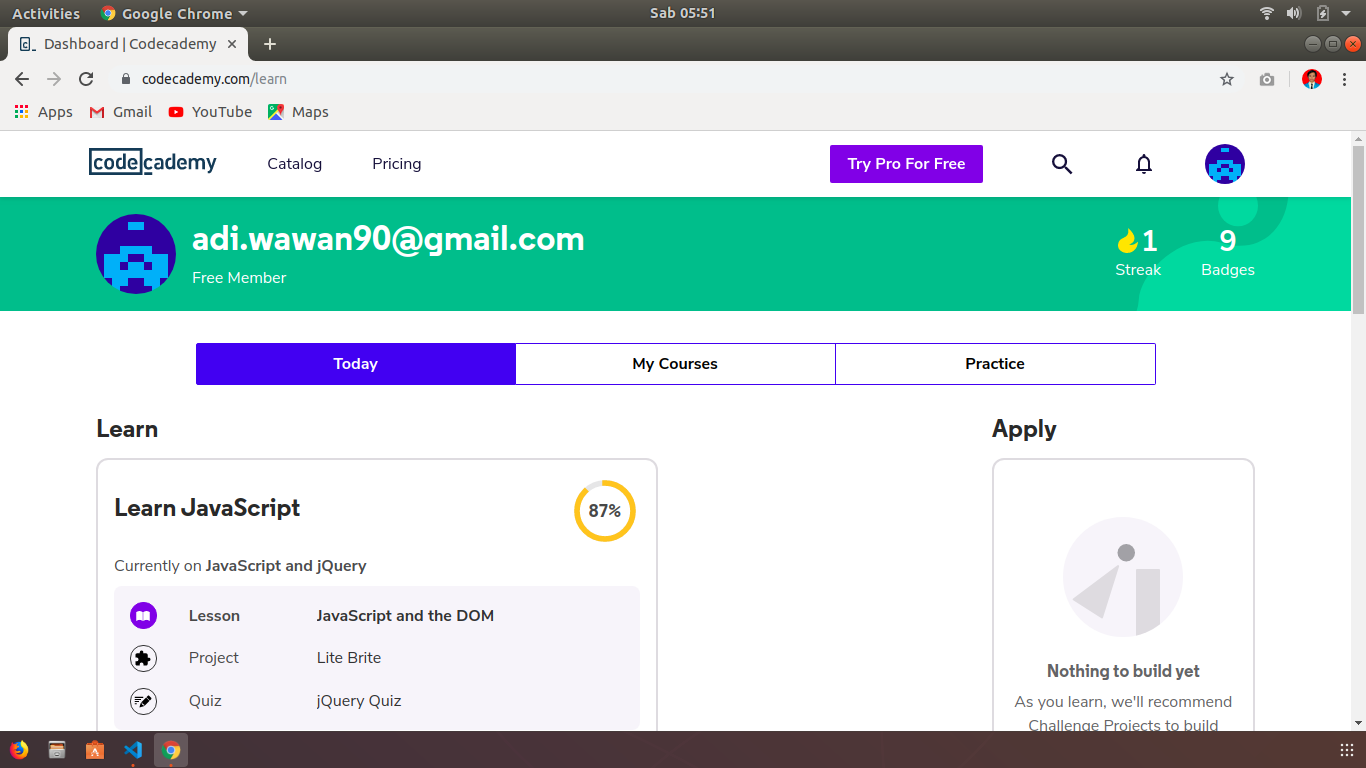 Activities Google Chrome Sab 05:51
Dashboard | Codecademy
codecademy.com/learn
Apps Gmail YouTube Maps
codecademy Catalog Pricing Try Pro For Free
adi.wawan90@gmail.com
Free Member
1 9
Streak Badges
Today My Courses Practice
Learn
Learn JavaScript
87%
Currently on JavaScript and jQuery
Lesson JavaScript and the DOM
Project Lite Brite
Quiz jQuery Quiz
Apply
Nothing to build yet
As you learn, we'll recommend
Challenge Projects to build